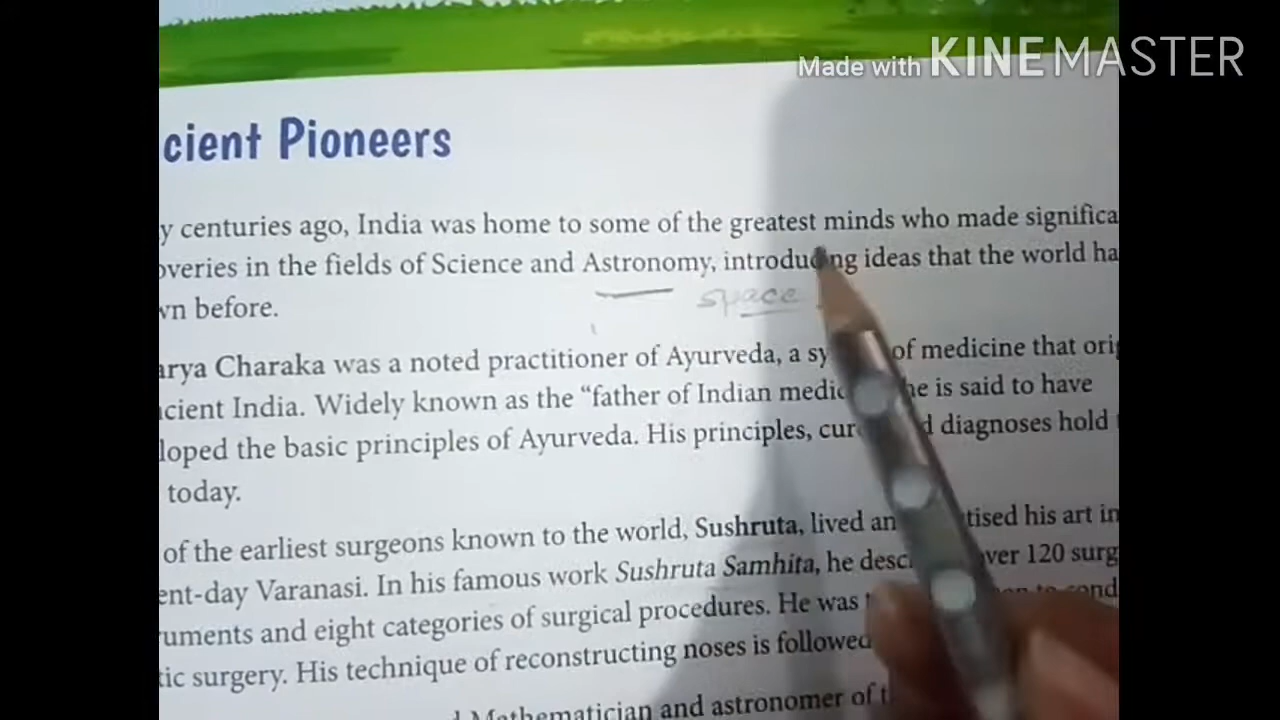 Made with KINEMASTER
cient Pioneers
y centuries ago, India was home to some of the greatest minds who made significa
overies in the fields of Science and Astronomy, introducing ideas that the world ha
vn before.
space
arya Charaka was a noted practitioner of Ayurveda, a sy of medicine that ori
cient India. Widely known as the “father of Indian medic he is said to have
loped the basic principles of Ayurveda. His principles, cur d diagnoses hold
today.
of the earliest surgeons known to the world, Sushruta, lived an tised his art in
ent-day Varanasi. In his famous work Sushruta Samhita, he desc ver 120 surg
uments and eight categories of surgical procedures. He was
tic surgery. His technique of reconstructing noses is followed
Mathematician and astronomer of